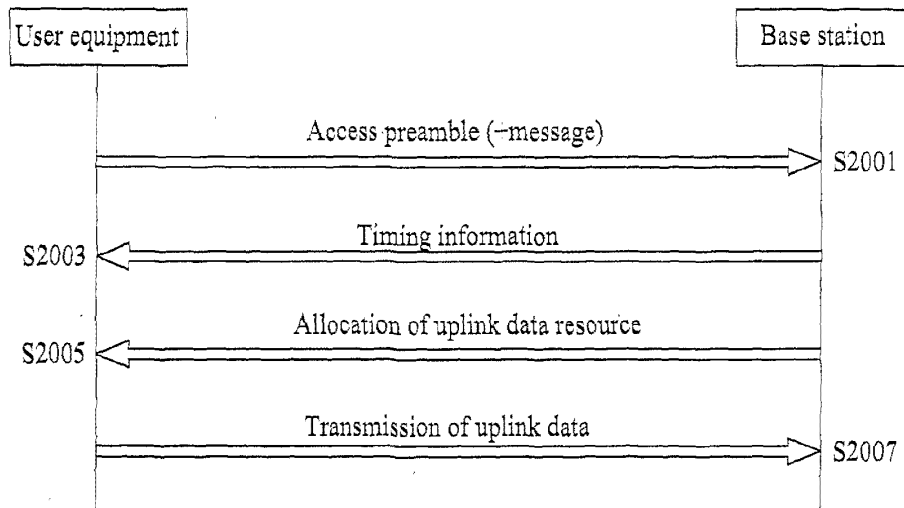 User equipment
Base station
Access preamble (-message)
S2001
Timing information
S2003
Allocation of uplink data resource
S2005
Transmission of uplink data
S2007